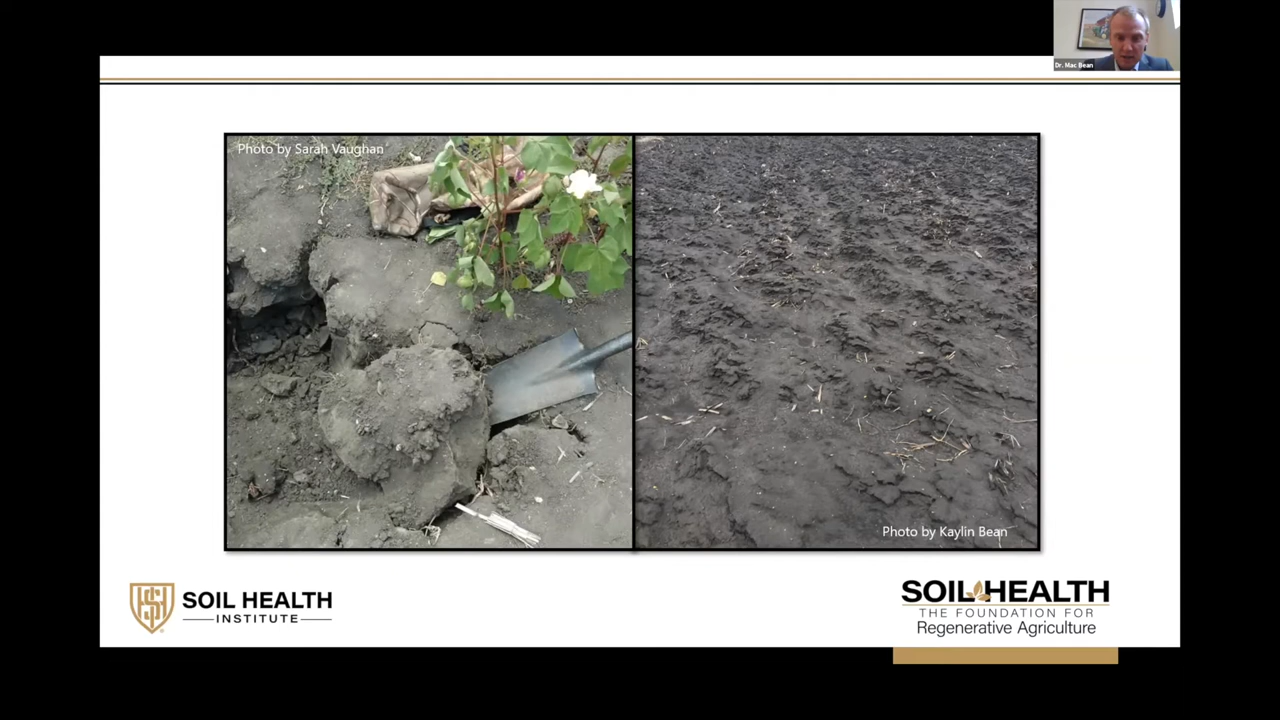 Dr. Mac Bean
Photo by Sarah Vaughan
Photo by Kaylin Bean
SOIL HEALTH
INSTITUTE
SOIL HEALTH
THE FOUNDATION FOR
Regenerative Agriculture